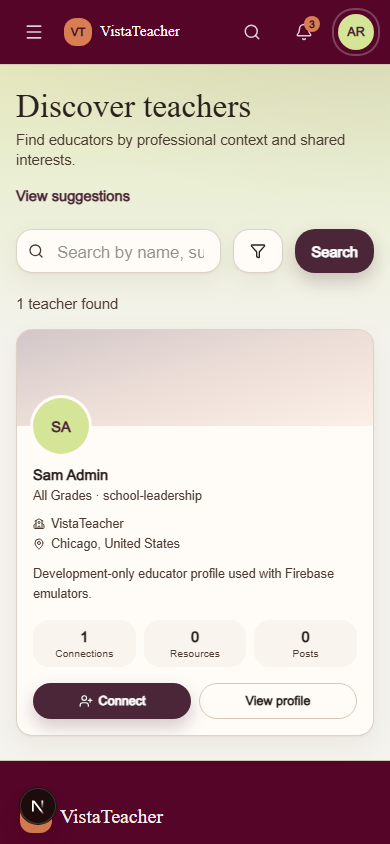 VT VistaTeacher 3 AR
Discover teachers
Find educators by professional context and shared
interests.
View suggestions
Search by name, su Search
1 teacher found
SA
Sam Admin
All Grades · school-leadership
VistaTeacher
Chicago, United States
Development-only educator profile used with Firebase
emulators.
1 0 0
Connections Resources Posts
Connect View profile
N VistaTeacher